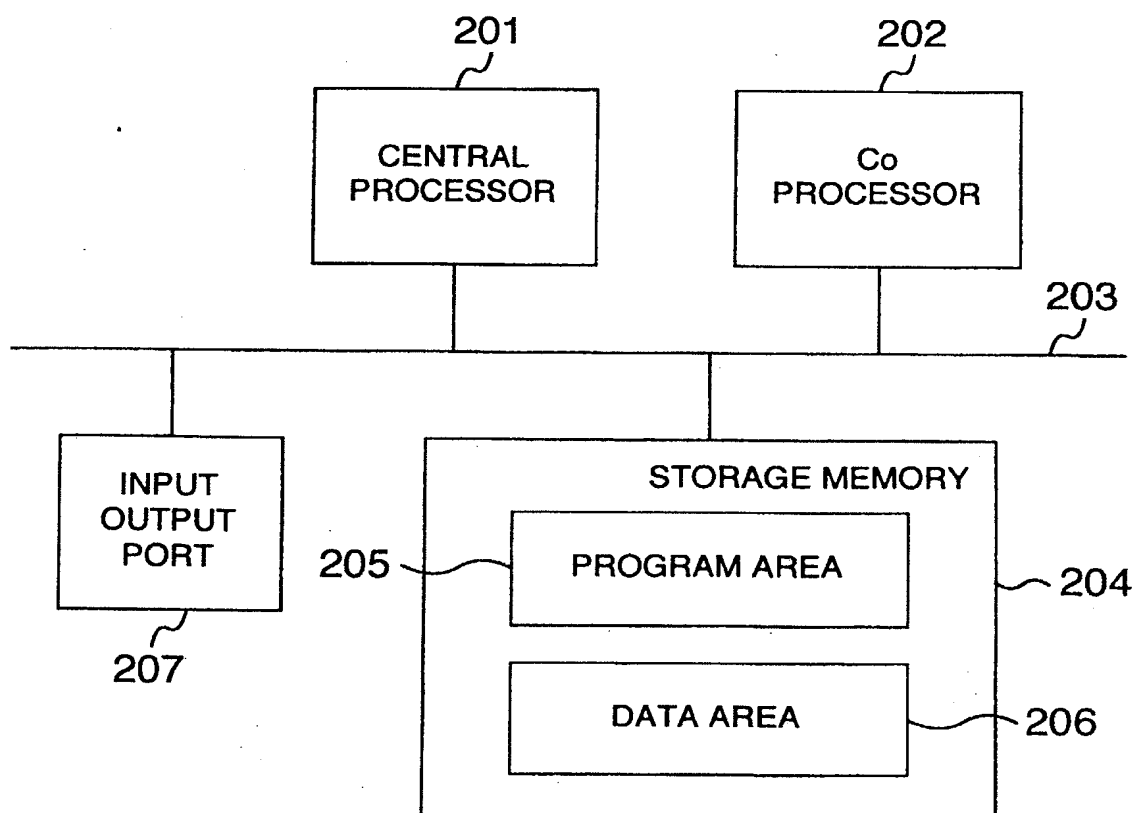 201
202
CENTRAL
PROCESSOR
Co
PROCESSOR
203
INPUT
OUTPUT
PORT
STORAGE MEMORY
205
PROGRAM AREA
204
207
DATA AREA
206